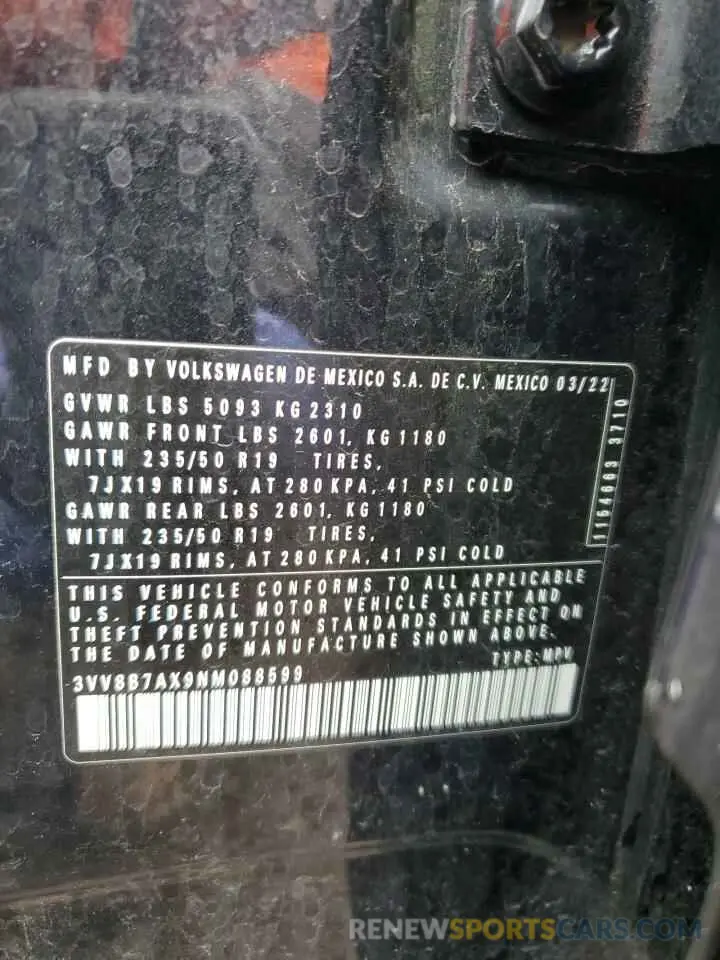 MFD BY VOLKSWAGEN DE MEXICO S.A. DE C.V. MEXICO 03/22
GVWR LBS 5093 KG 2310
GAWR FRONT LBS 2601, KG 1180
WITH 235/50 R19 TIRES,
7JX19 RIMS, AT 280 KPA, 41 PSI COLD
GAWR REAR LBS 2601, KG 1180
WITH 235/50 R19 TIRES,
7JX19 RIMS, AT 280 KPA, 41 PSI COLD
1164663 3710
THIS VEHICLE CONFORMS TO ALL APPLICABLE
U.S. FEDERAL MOTOR VEHICLE SAFETY AND
THEFT PREVENTION STANDARDS IN EFFECT ON
THE DATE OF MANUFACTURE SHOWN ABOVE.
TYPE: MPV
3VV8B7AX9NM088599
RENEWSPORTSCARS.COM